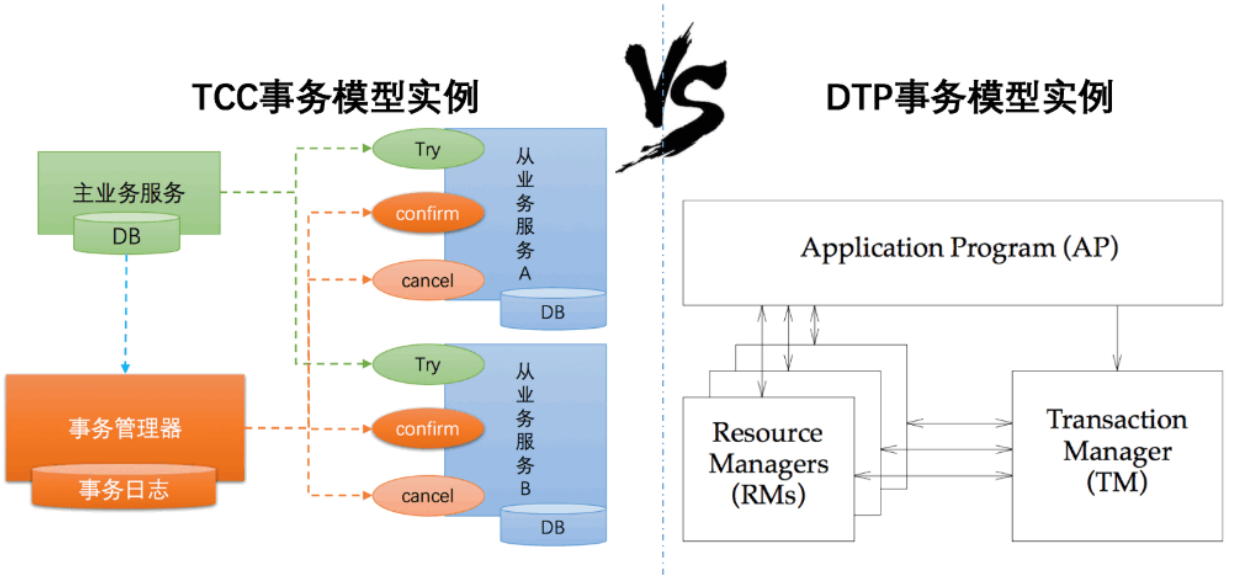 TCC事务模型实例
VS
DTP事务模型实例
主业务服务
DB
事务管理器
事务日志
Try
confirm
cancel
从业务服务A
DB
Try
confirm
cancel
从业务服务B
DB
Application Program (AP)
Resource
Managers
(RMs)
Transaction
Manager
(TM)